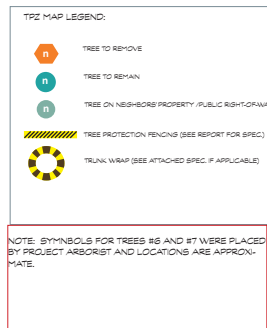 TPZ MAP LEGEND:
n TREE TO REMOVE
n TREE TO REMAIN
n TREE ON NEIGHBORS' PROPERTY /PUBLIC RIGHT-OF-WA
TREE PROTECTION FENCING (SEE REPORT FOR SPEC.)
TRUNK WRAP (SEE ATTACHED SPEC. IF APPLICABLE)
NOTE: SYMNBOLS FOR TREES #6 AND #7 WERE PLACED
BY PROJECT ARBORIST AND LOCATIONS ARE APPROXI-
MATE.